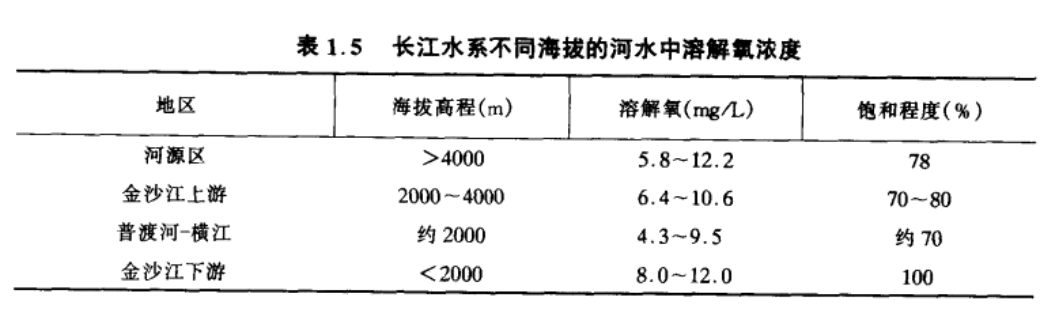 表 1.5 长江水系不同海拔的河水中溶解氧浓度
地区 海拔高程(m) 溶解氧(mg/L) 饱和程度(%)
河源区 >4000 5.8~12.2 78
金沙江上游 2000~4000 6.4~10.6 70~80
普渡河-横江 约 2000 4.3~9.5 约 70
金沙江下游 <2000 8.0~12.0 100